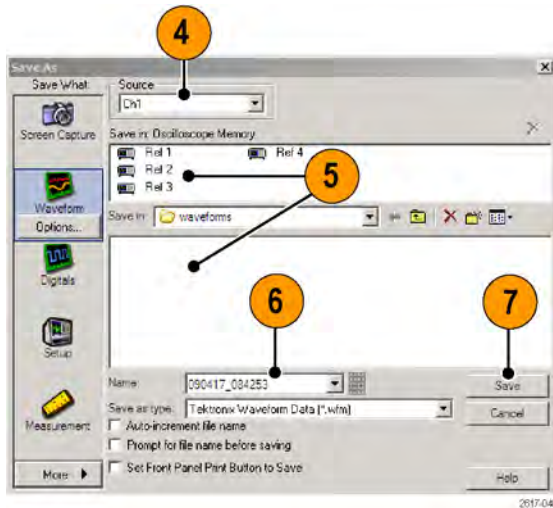 4
Save As
Save What:
Source
Ch1
Screen Capture
Save in: Oscilloscope Memory
Ref 1
Ref 4
Ref 2
Ref 3
5
Waveform
Options...
Save in:
waveforms
Digitals
6
7
Setup
Name:
090417_084253
Save
Save as type:
Tektronix Waveform Data (*.wfm)
Cancel
Measurement
Auto-increment file name
Prompt for file name before saving
Set Front Panel Print Button to Save
More
Help
2617-04